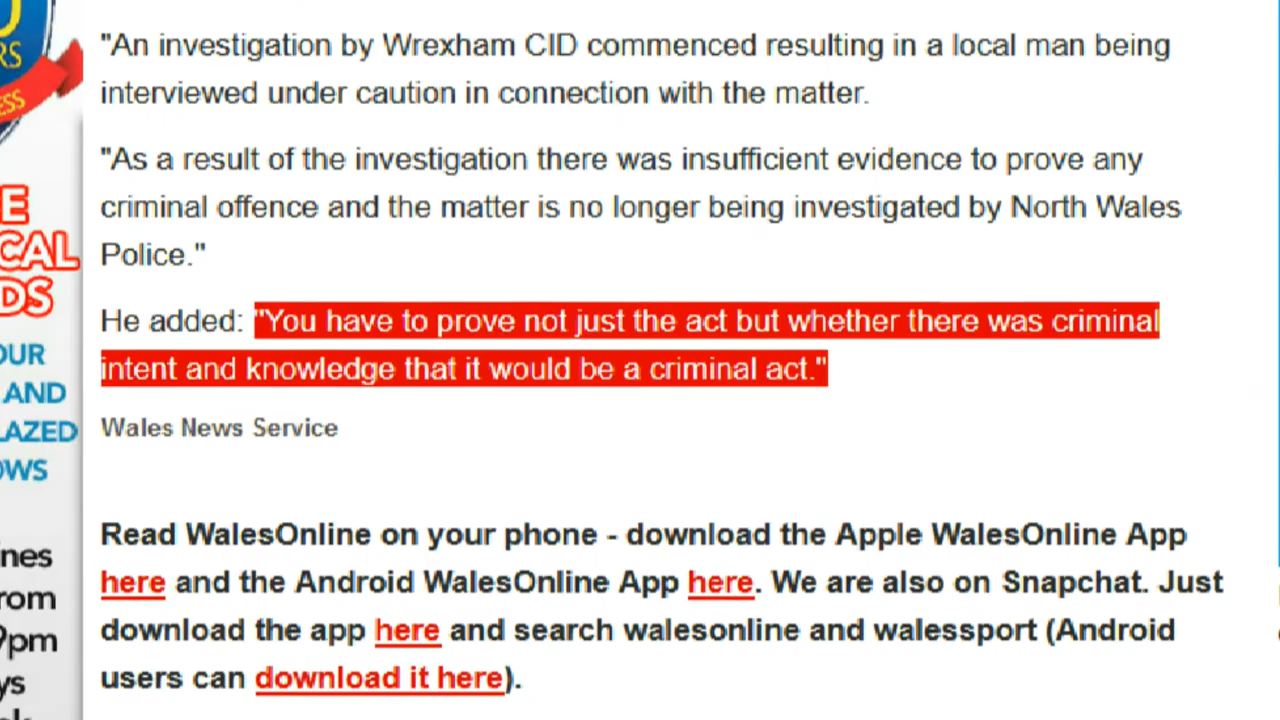 "An investigation by Wrexham CID commenced resulting in a local man being
interviewed under caution in connection with the matter.
"As a result of the investigation there was insufficient evidence to prove any
criminal offence and the matter is no longer being investigated by North Wales
Police."
He added: "You have to prove not just the act but whether there was criminal
intent and knowledge that it would be a criminal act."
Wales News Service
Read WalesOnline on your phone - download the Apple WalesOnline App
here and the Android WalesOnline App here. We are also on Snapchat. Just
download the app here and search walesonline and walessport (Android
users can download it here).
RS
ESS
E
CAL
DS
OUR
AND
LAZED
OWS
ines
rom
9pm
ys